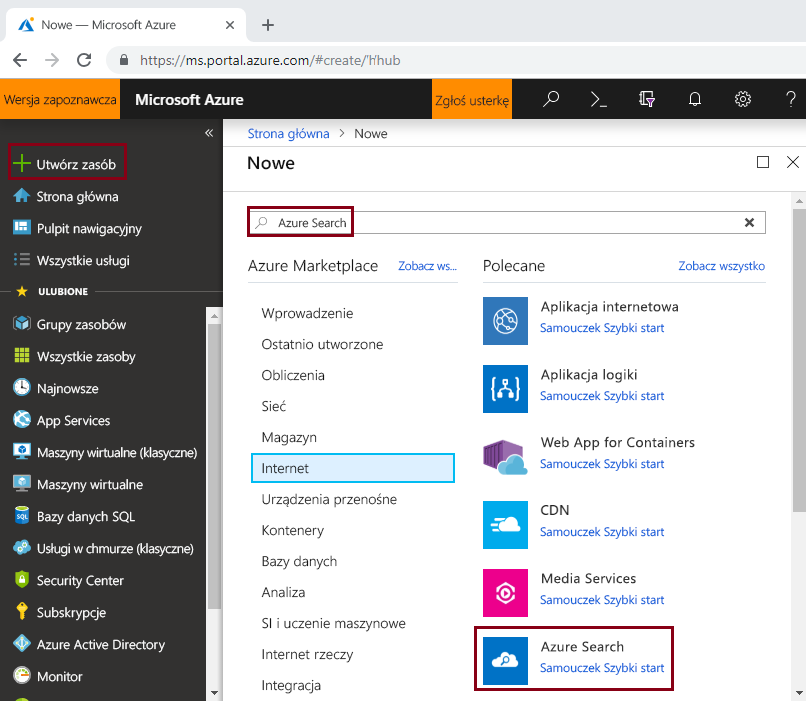 Nowe — Microsoft Azure
https://ms.portal.azure.com/#create/'h'hub
Wersja zapoznawcza
Microsoft Azure
Zgłoś usterkę
Utwórz zasób
Strona główna
Pulpit nawigacyjny
Wszystkie usługi
ULUBIONE
Grupy zasobów
Wszystkie zasoby
Najnowsze
App Services
Maszyny wirtualne (klasyczne)
Maszyny wirtualne
Bazy danych SQL
Usługi w chmurze (klasyczne)
Security Center
Subskrypcje
Azure Active Directory
Monitor
Strona główna > Nowe
Nowe
Azure Search
Azure Marketplace Zobacz ws...
Wprowadzenie
Ostatnio utworzone
Obliczenia
Sieć
Magazyn
Internet
Urządzenia przenośne
Kontenery
Bazy danych
Analiza
SI i uczenie maszynowe
Internet rzeczy
Integracja
Polecane Zobacz wszystko
Aplikacja internetowa
Samouczek Szybki start
Aplikacja logiki
Samouczek Szybki start
Web App for Containers
Samouczek Szybki start
CDN
Samouczek Szybki start
Media Services
Samouczek Szybki start
Azure Search
Samouczek Szybki start